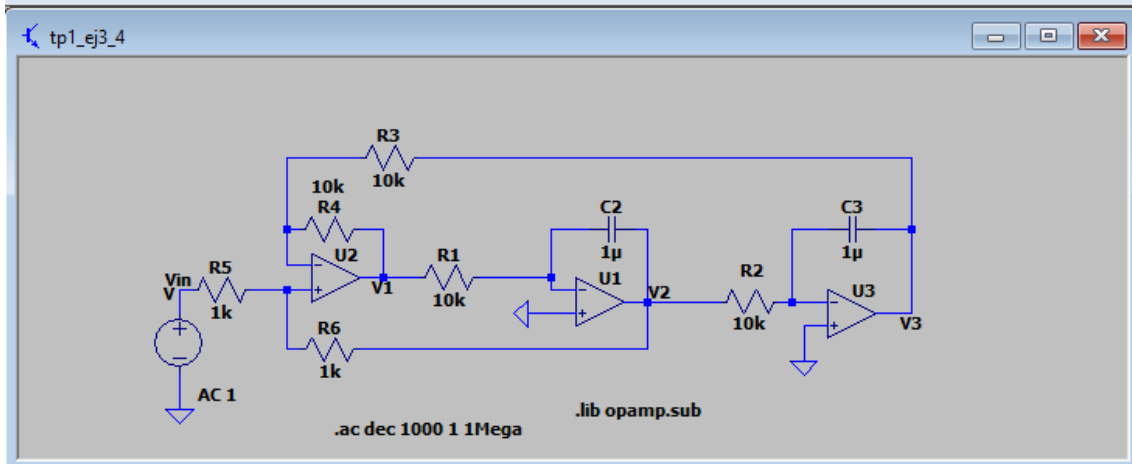 tp1_ej3_4
R3
10k
10k
R4
C2
C3
U2
R1
1µ
1µ
Vin
R5
U1
R2
V
V1
V2
U3
1k
10k
10k
V3
R6
1k
AC 1
.lib opamp.sub
.ac dec 1000 1 1Mega